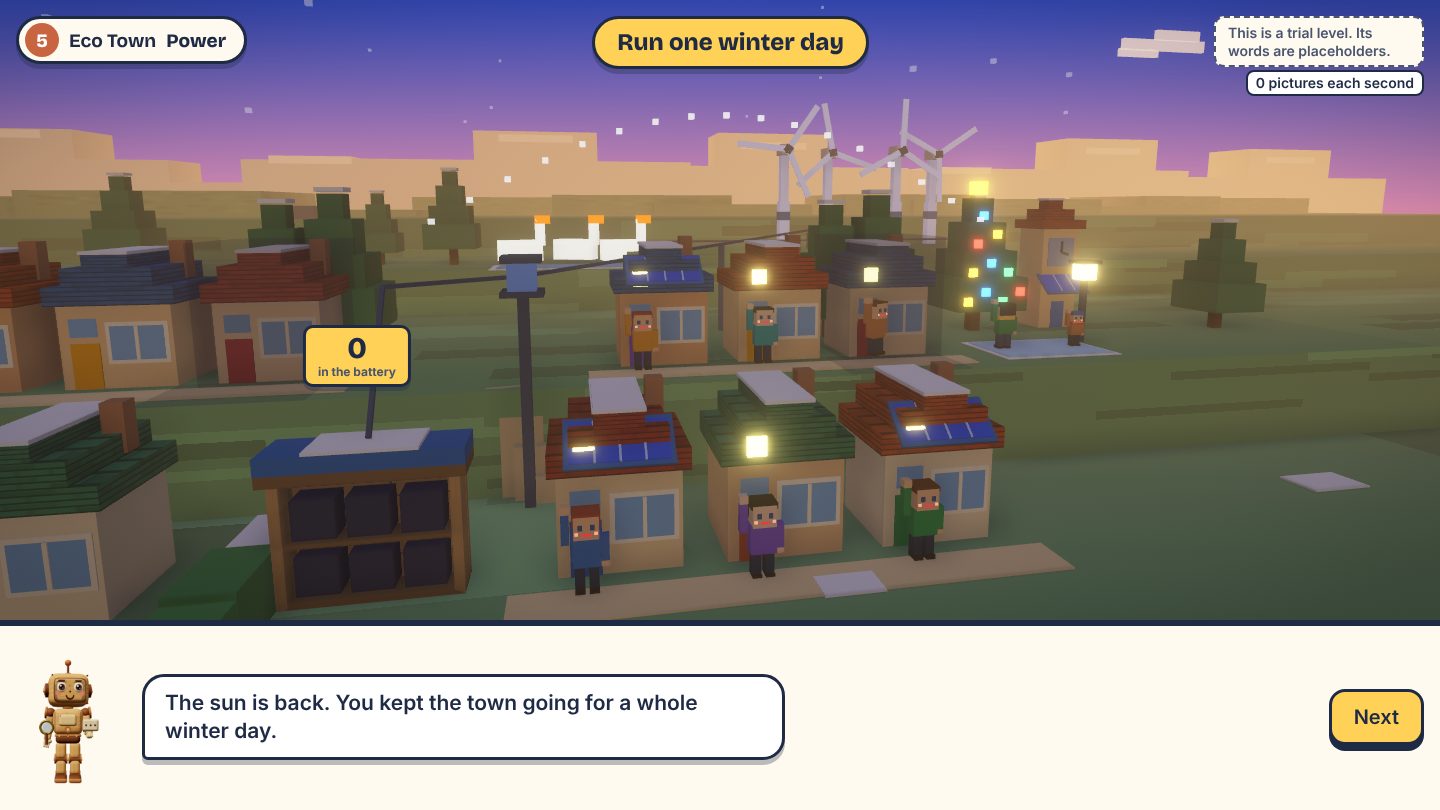 5 Eco Town Power
Run one winter day
This is a trial level. Its
words are placeholders.
0 pictures each second
0
in the battery
The sun is back. You kept the town going for a whole
winter day.
Next